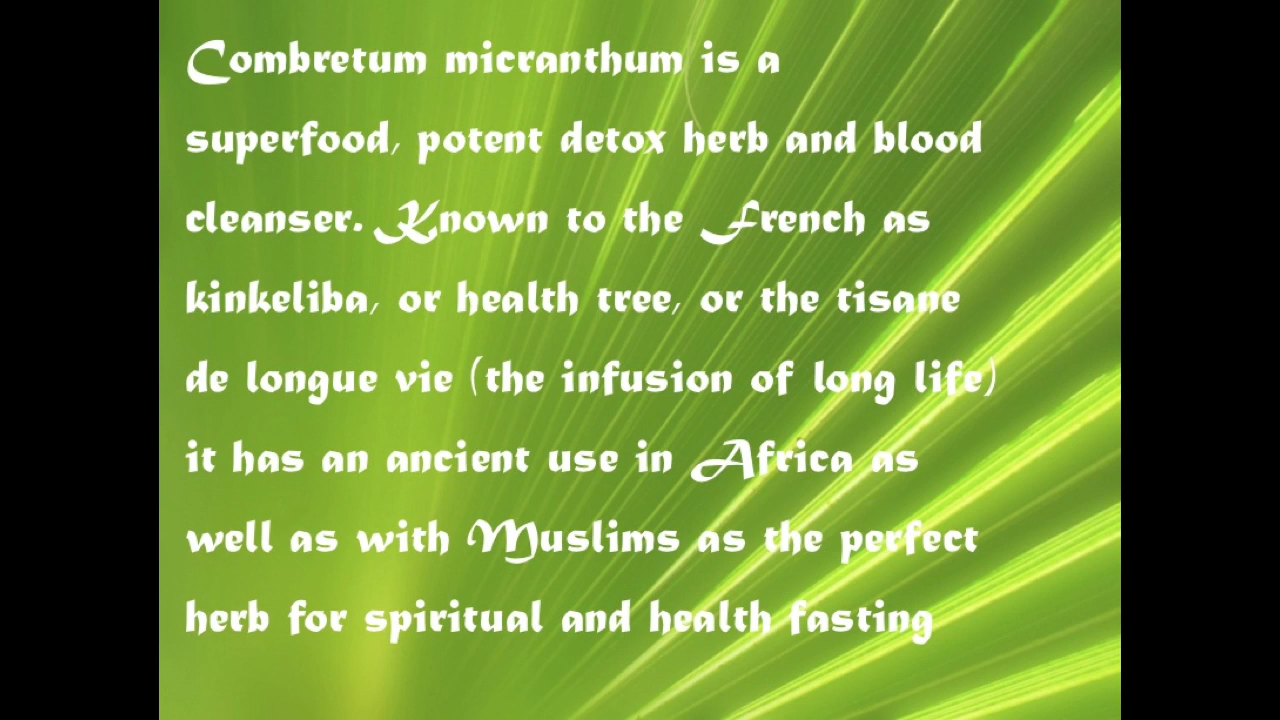 Combretum micranthum is a
superfood, potent detox herb and blood
cleanser. Known to the French as
kinkeliba, or health tree, or the tisane
de longue vie (the infusion of long life)
it has an ancient use in Africa as
well as with Muslims as the perfect
herb for spiritual and health fasting